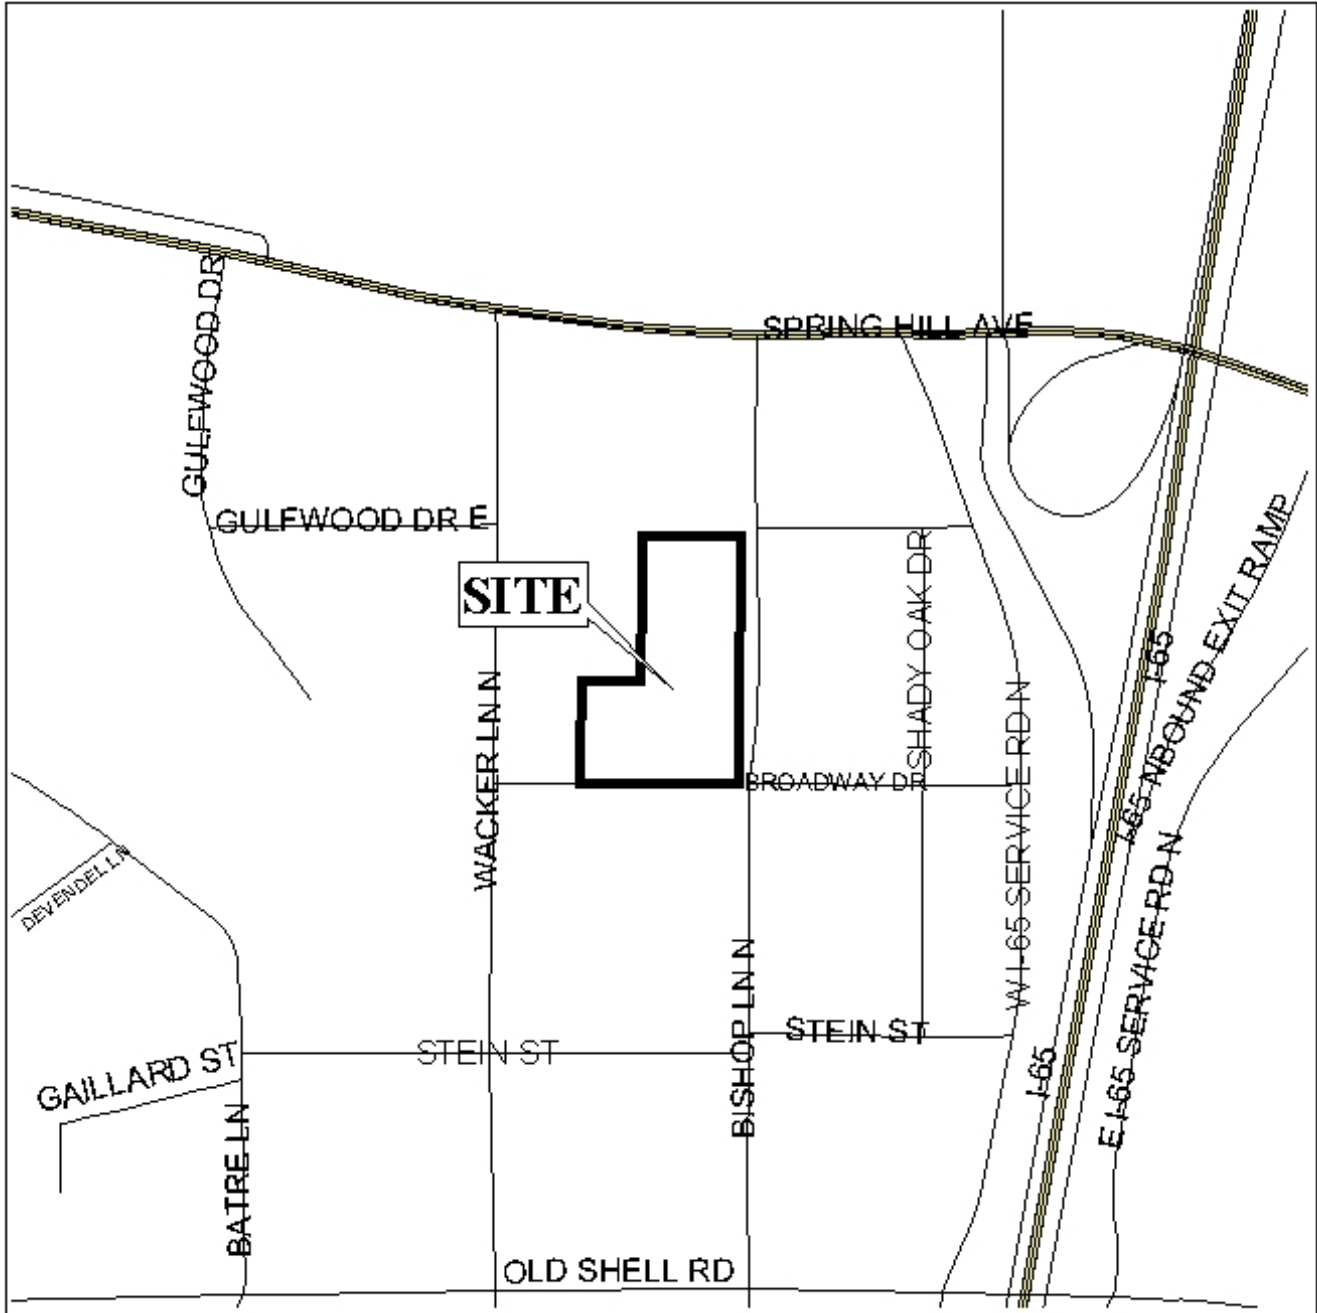 SPRING HILL AVE
GULFWOOD DR
GULFWOOD DR E
SITE
SHADY OAK DR
I-65 NBOUND EXIT RAMP
I-65
WACKER LN N
W I-65 SERVICE RD N
BROADWAY DR
DEVENDEL LN
E I-65 SERVICE RD N
BISHOP LN N
STEIN ST
STEIN ST
GAILLARD ST
I-65
BATRE LN
OLD SHELL RD